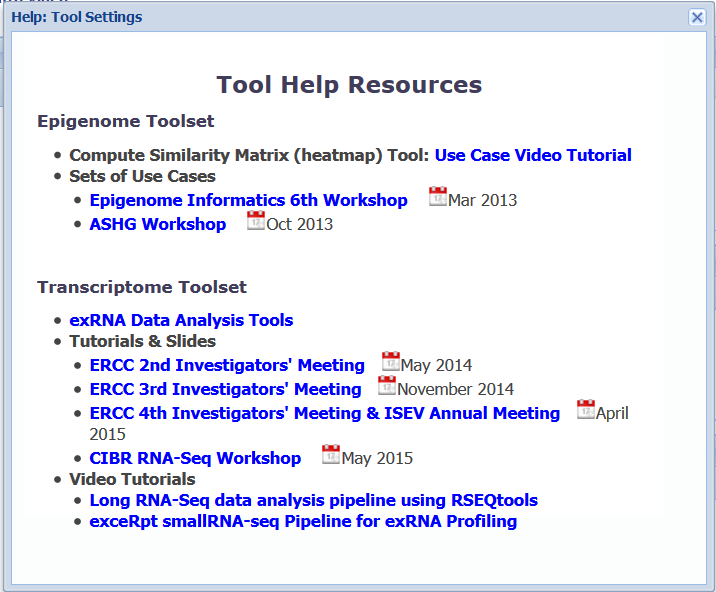 Help: Tool Settings
Tool Help Resources
Epigenome Toolset
Compute Similarity Matrix (heatmap) Tool: Use Case Video Tutorial
Sets of Use Cases
Epigenome Informatics 6th Workshop Mar 2013
ASHG Workshop Oct 2013
Transcriptome Toolset
exRNA Data Analysis Tools
Tutorials & Slides
ERCC 2nd Investigators' Meeting May 2014
ERCC 3rd Investigators' Meeting November 2014
ERCC 4th Investigators' Meeting & ISEV Annual Meeting April
2015
CIBR RNA-Seq Workshop May 2015
Video Tutorials
Long RNA-Seq data analysis pipeline using RSEQtools
exceRpt smallRNA-seq Pipeline for exRNA Profiling